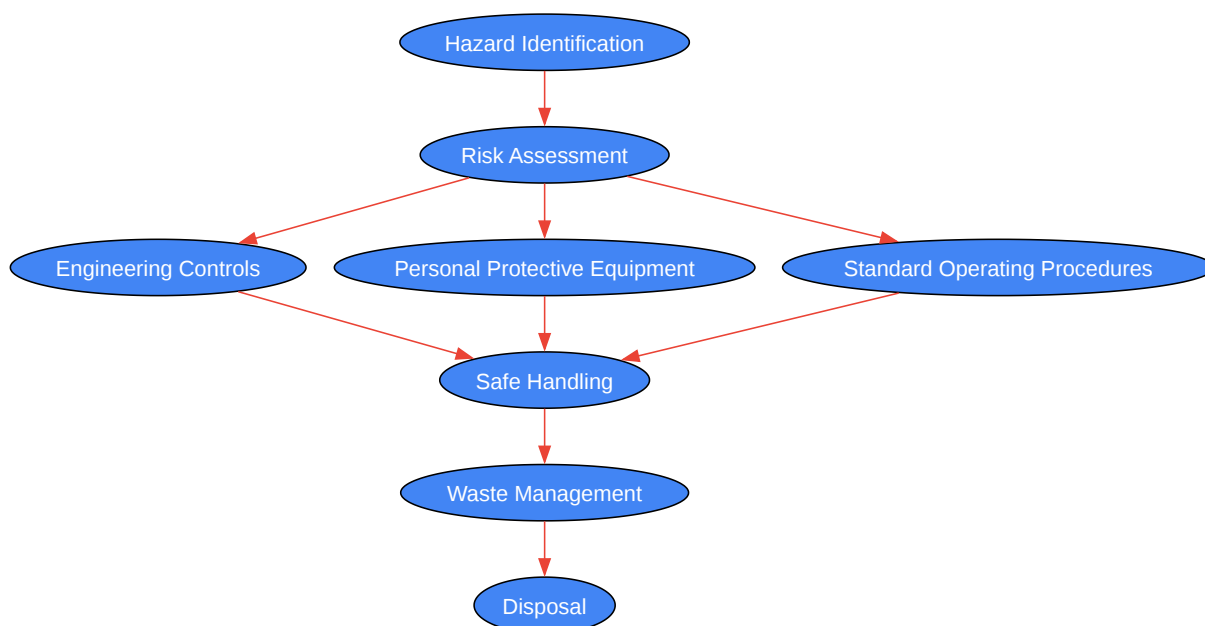 Hazard Identification
Risk Assessment
Engineering Controls
Personal Protective Equipment
Standard Operating Procedures
Safe Handling
Waste Management
Disposal